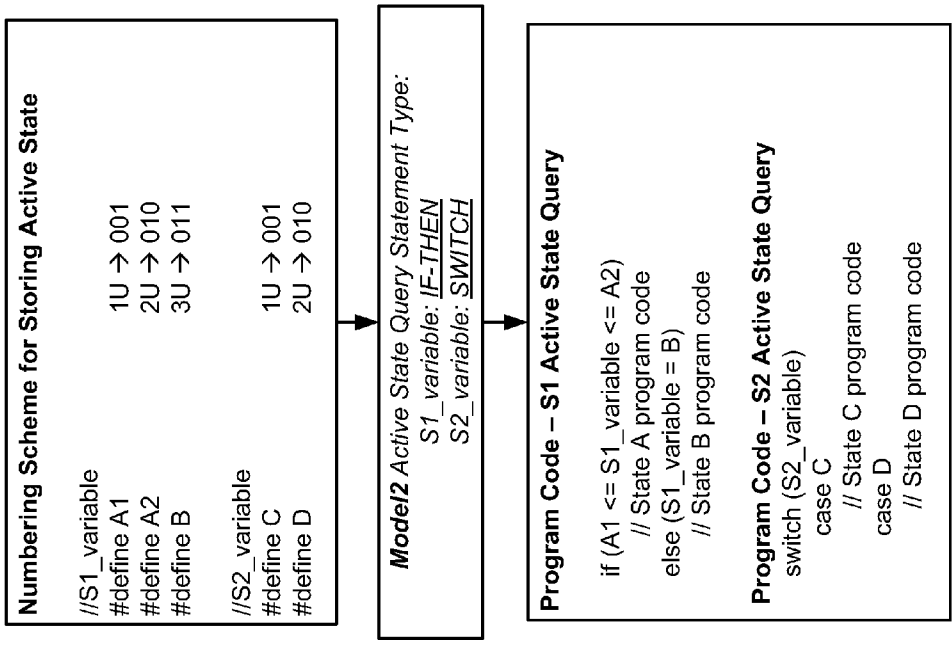 Numbering Scheme for Storing Active State
//S1_variable
#define A1 1U → 001
#define A2 2U → 010
#define B 3U → 011
//S2_variable
#define C 1U → 001
#define D 2U → 010
Model2 Active State Query Statement Type:
S1_variable: IF-THEN
S2_variable: SWITCH
Program Code – S1 Active State Query
if (A1 <= S1_variable <= A2)
// State A program code
else (S1_variable = B)
// State B program code
Program Code – S2 Active State Query
switch (S2_variable)
case C
// State C program code
case D
// State D program code